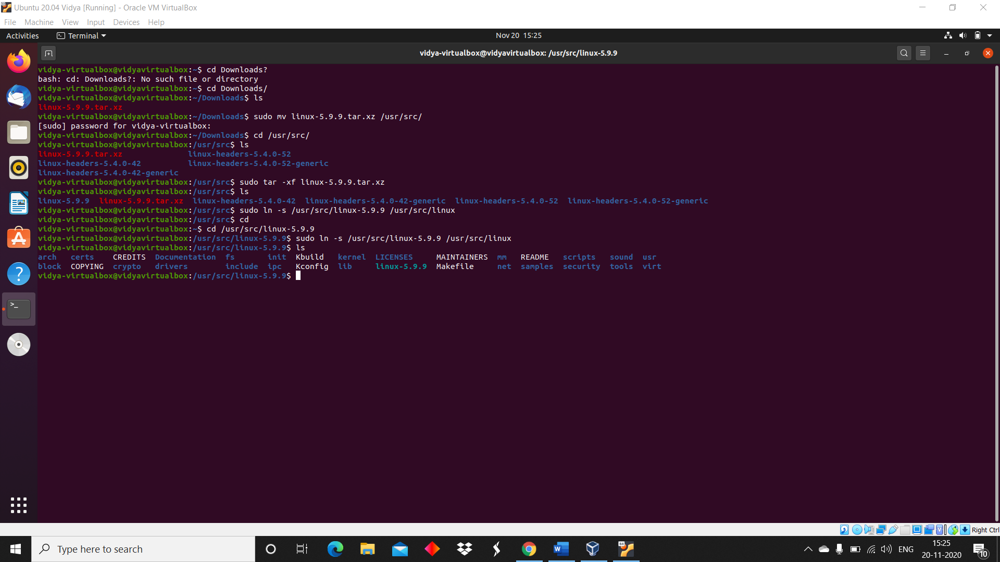 Ubuntu 20.04 Vidya [Running] - Oracle VM VirtualBox
File Machine View Input Devices Help
Activities Terminal Nov 20 15:25
vidya-virtualbox@vidyavirtualbox: /usr/src/linux-5.9.9
vidya-virtualbox@vidyavirtualbox:~$ cd Downloads?
bash: cd: Downloads?: No such file or directory
vidya-virtualbox@vidyavirtualbox:~$ cd Downloads/
vidya-virtualbox@vidyavirtualbox:~/Downloads$ ls
linux-5.9.9.tar.xz
vidya-virtualbox@vidyavirtualbox:~/Downloads$ sudo mv linux-5.9.9.tar.xz /usr/src/
[sudo] password for vidya-virtualbox:
vidya-virtualbox@vidyavirtualbox:~/Downloads$ cd /usr/src/
vidya-virtualbox@vidyavirtualbox:/usr/src$ ls
linux-5.9.9.tar.xz linux-headers-5.4.0-52
linux-headers-5.4.0-42 linux-headers-5.4.0-52-generic
linux-headers-5.4.0-42-generic
vidya-virtualbox@vidyavirtualbox:/usr/src$ sudo tar -xf linux-5.9.9.tar.xz
vidya-virtualbox@vidyavirtualbox:/usr/src$ ls
linux-5.9.9 linux-5.9.9.tar.xz linux-headers-5.4.0-42 linux-headers-5.4.0-42-generic linux-headers-5.4.0-52 linux-headers-5.4.0-52-generic
vidya-virtualbox@vidyavirtualbox:/usr/src$ sudo ln -s /usr/src/linux-5.9.9 /usr/src/linux
vidya-virtualbox@vidyavirtualbox:/usr/src$ cd
vidya-virtualbox@vidyavirtualbox:~$ cd /usr/src/linux-5.9.9
vidya-virtualbox@vidyavirtualbox:/usr/src/linux-5.9.9$ sudo ln -s /usr/src/linux-5.9.9 /usr/src/linux
vidya-virtualbox@vidyavirtualbox:/usr/src/linux-5.9.9$ ls
arch certs CREDITS Documentation fs init Kbuild kernel LICENSES MAINTAINERS mm README scripts sound usr
block COPYING crypto drivers include ipc Kconfig lib linux-5.9.9 Makefile net samples security tools virt
vidya-virtualbox@vidyavirtualbox:/usr/src/linux-5.9.9$
Right Ctrl
Type here to search
ENG
15:25
20-11-2020
10